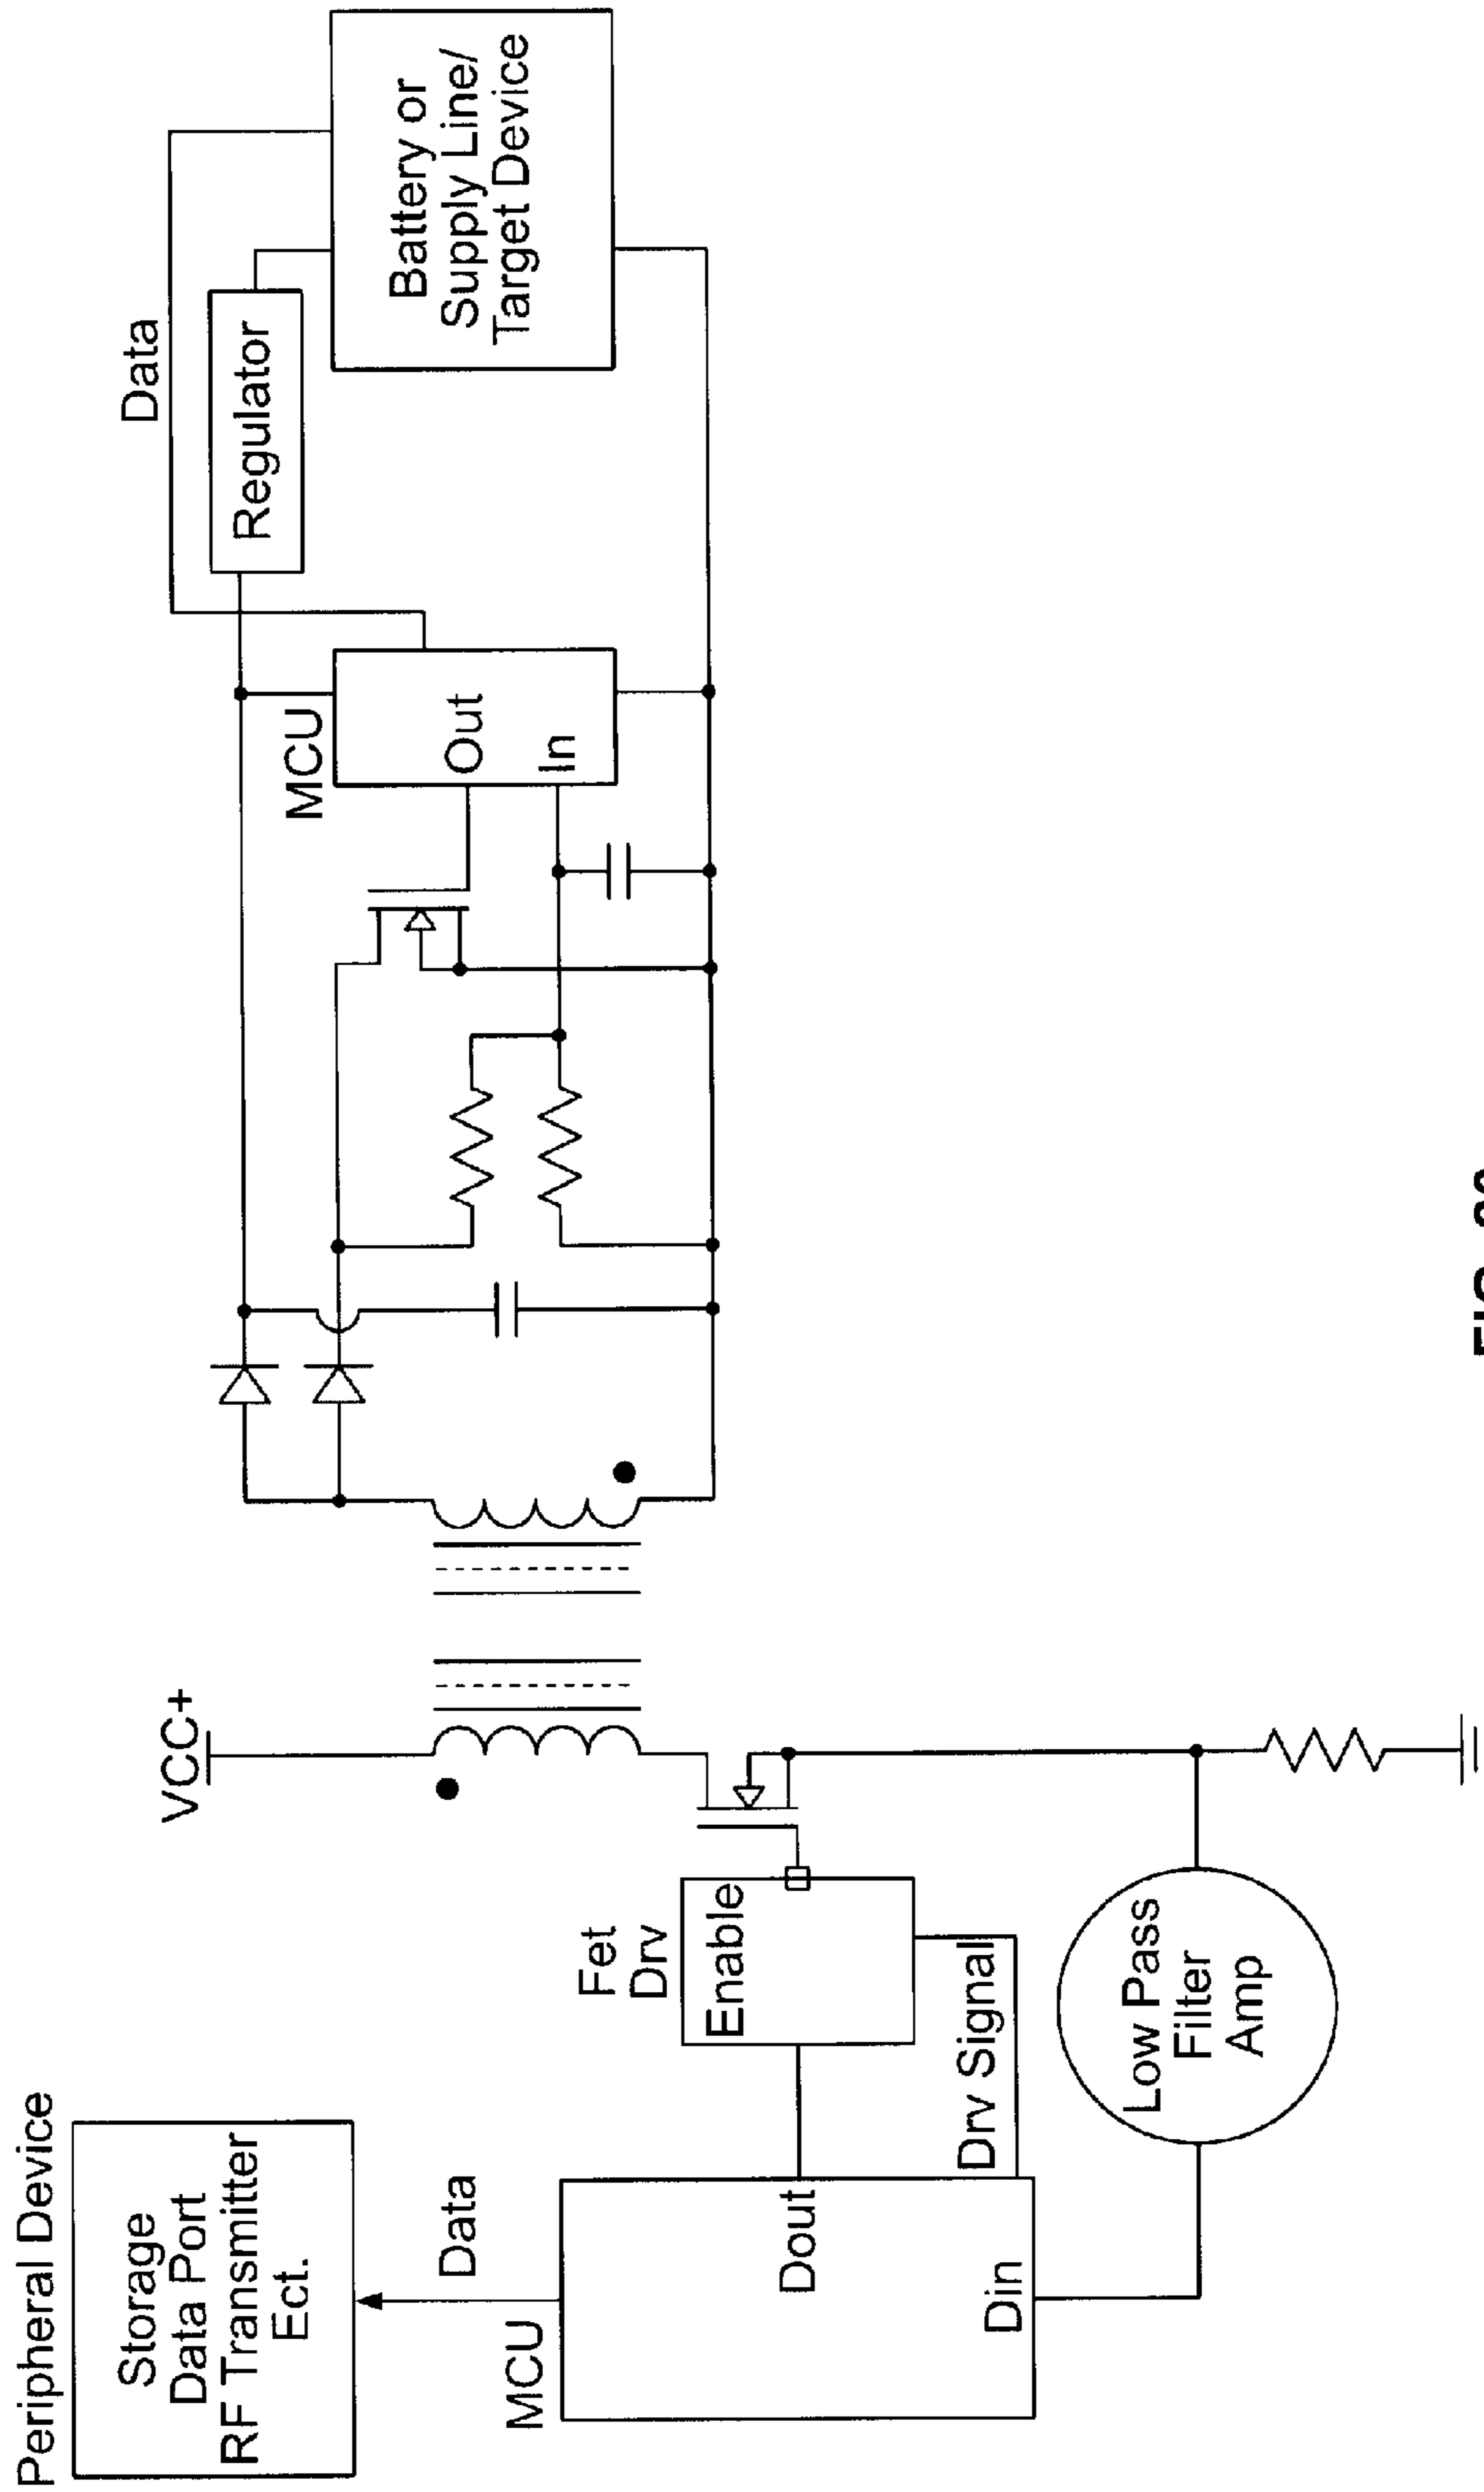 Peripheral Device
Storage
Data Port
RF Transmitter
Ect.
Data
MCU
Dout
Din
Drv Signal
Fet
Drv
Enable
Low Pass
Filter
Amp
VCC+
MCU
Out
In
Data
Regulator
Battery or
Supply Line/
Target Device
FIG.